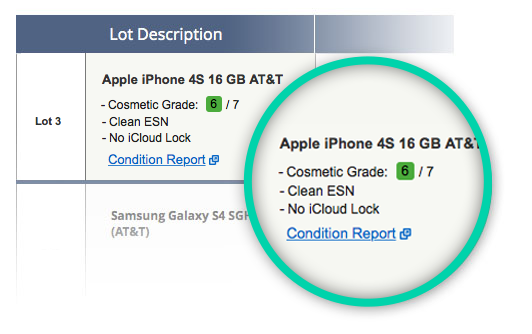 Lot Description
Lot 3
Apple iPhone 4S 16 GB AT&T
- Cosmetic Grade: 6 / 7
- Clean ESN
- No iCloud Lock
Condition Report
Samsung Galaxy S4
(AT&T)
Apple iPhone 4S 16 GB AT&T
- Cosmetic Grade: 6 / 7
- Clean ESN
- No iCloud Lock
Condition Report